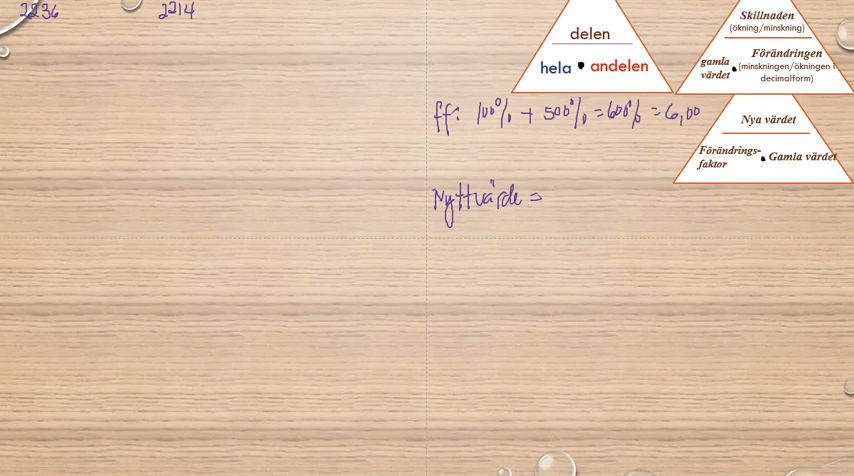 2236
2214
delen
hela • andelen
Skillnaden
(ökning/minskning)
gamla värdet
Förändringen
(minskningen/ökningen i decimalform)
ff: 100% + 500% = 600% = 6,00
Nya värdet
Förändrings-
faktor
Gamla värdet
Nytt värde =